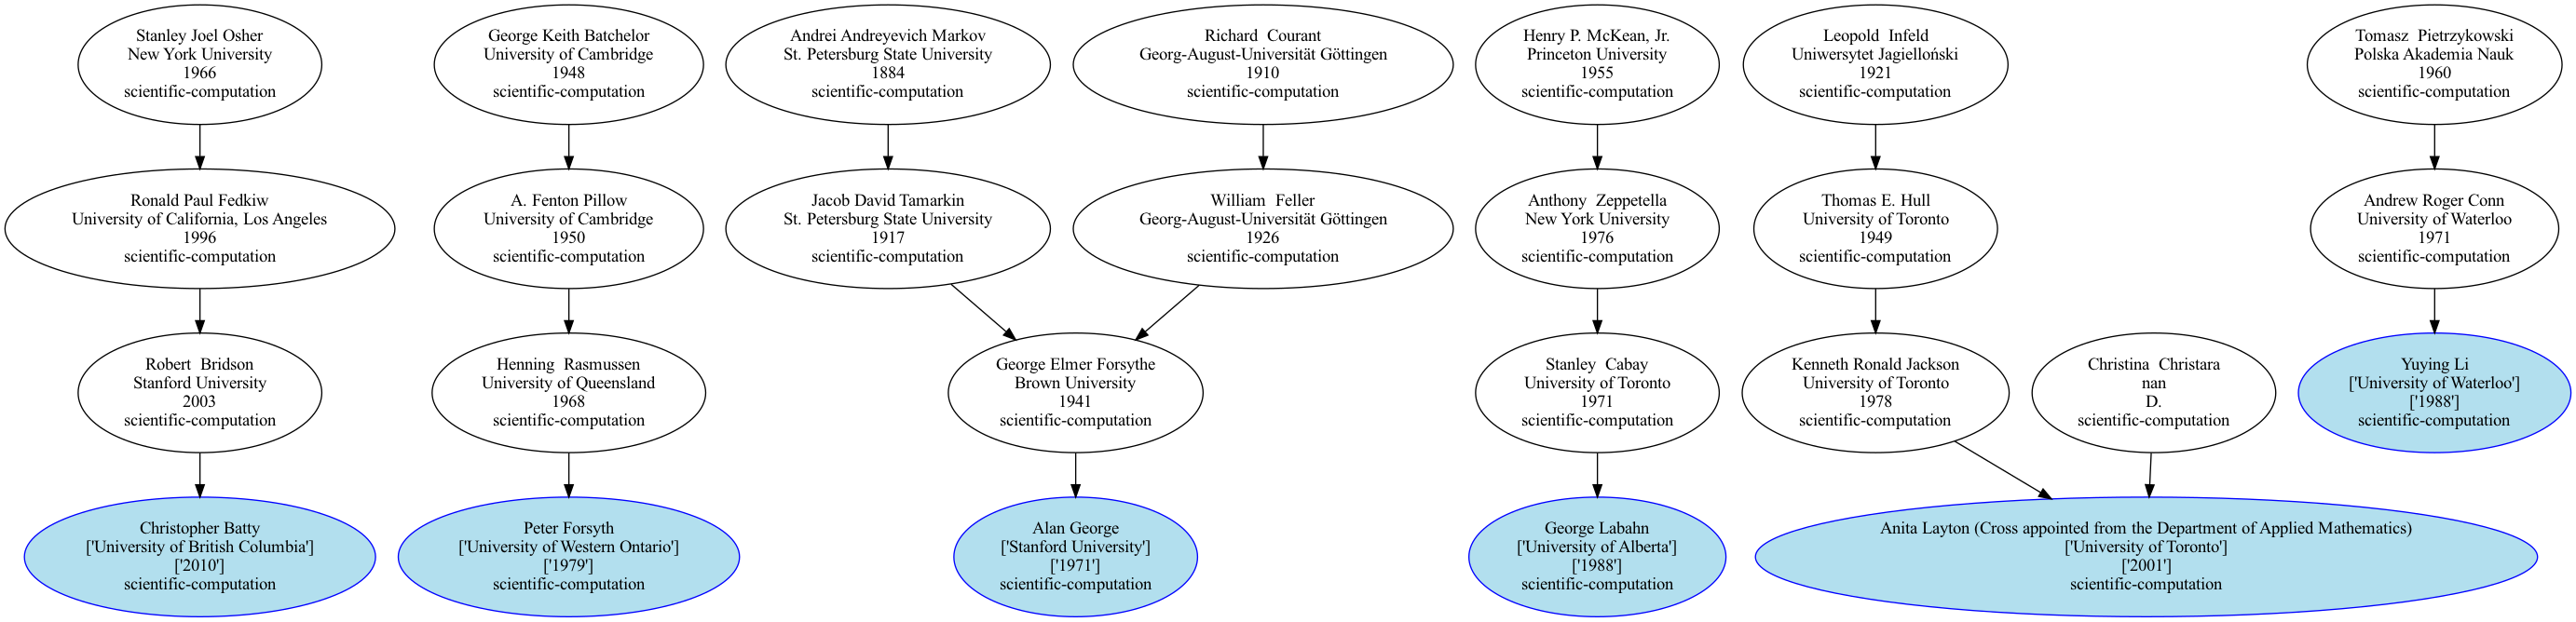 Stanley Joel Osher
New York University
1966
scientific-computation
George Keith Batchelor
University of Cambridge
1948
scientific-computation
Andrei Andreyevich Markov
St. Petersburg State University
1884
scientific-computation
Richard  Courant
Georg-August-Universität Göttingen
1910
scientific-computation
Henry P. McKean, Jr.
Princeton University
1955
scientific-computation
Leopold  Infeld
Uniwersytet Jagielloński
1921
scientific-computation
Tomasz  Pietrzykowski
Polska Akademia Nauk
1960
scientific-computation
Ronald Paul Fedkiw
University of California, Los Angeles
1996
scientific-computation
A. Fenton Pillow
University of Cambridge
1950
scientific-computation
Jacob David Tamarkin
St. Petersburg State University
1917
scientific-computation
William  Feller
Georg-August-Universität Göttingen
1926
scientific-computation
Anthony  Zeppetella
New York University
1976
scientific-computation
Thomas E. Hull
University of Toronto
1949
scientific-computation
Andrew Roger Conn
University of Waterloo
1971
scientific-computation
Robert  Bridson
Stanford University
2003
scientific-computation
Henning  Rasmussen
University of Queensland
1968
scientific-computation
George Elmer Forsythe
Brown University
1941
scientific-computation
Stanley  Cabay
University of Toronto
1971
scientific-computation
Kenneth Ronald Jackson
University of Toronto
1978
scientific-computation
Christina  Christara
nan
D.
scientific-computation
Yuying Li
['University of Waterloo']
['1988']
scientific-computation
Christopher Batty
['University of British Columbia']
['2010']
scientific-computation
Peter Forsyth
['University of Western Ontario']
['1979']
scientific-computation
Alan George
['Stanford University']
['1971']
scientific-computation
George Labahn
['University of Alberta']
['1988']
scientific-computation
Anita Layton (Cross appointed from the Department of Applied Mathematics)
['University of Toronto']
['2001']
scientific-computation